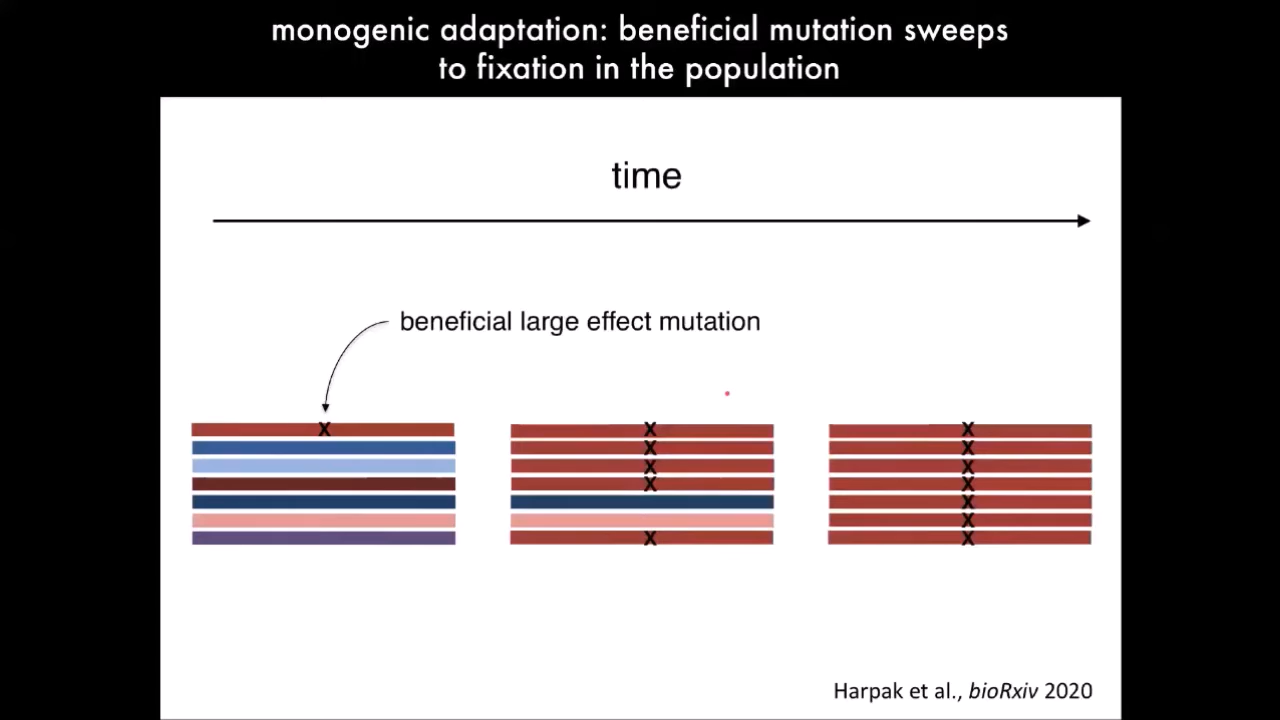 monogenic adaptation: beneficial mutation sweeps
to fixation in the population
time
beneficial large effect mutation
X X X
X X
X X
X X
X
X
X X
Harpak et al., bioRxiv 2020